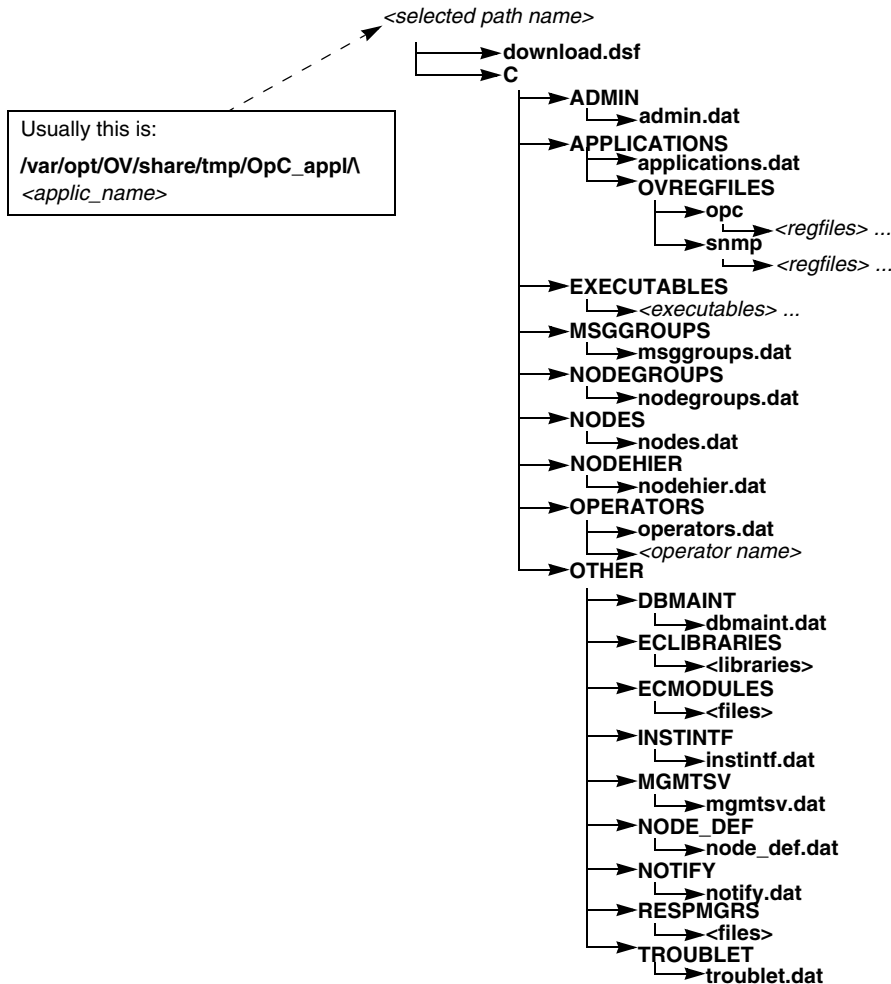 <selected path name>
download.dsf
C
Usually this is:
/var/opt/OV/share/tmp/OpC_appl/\
<applic_name>
ADMIN
admin.dat
APPLICATIONS
applications.dat
OVREGFILES
opc
<regfiles> ...
snmp
<regfiles> ...
EXECUTABLES
<executables> ...
MSGGROUPS
msggroups.dat
NODEGROUPS
nodegroups.dat
NODES
nodes.dat
NODEHIER
nodehier.dat
OPERATORS
operators.dat
<operator name>
OTHER
DBMAINT
dbmaint.dat
ECLIBRARIES
<libraries>
ECMODULES
<files>
INSTINTF
instintf.dat
MGMTSV
mgmtsv.dat
NODE_DEF
node_def.dat
NOTIFY
notify.dat
RESPMGRS
<files>
TROUBLET
troublet.dat